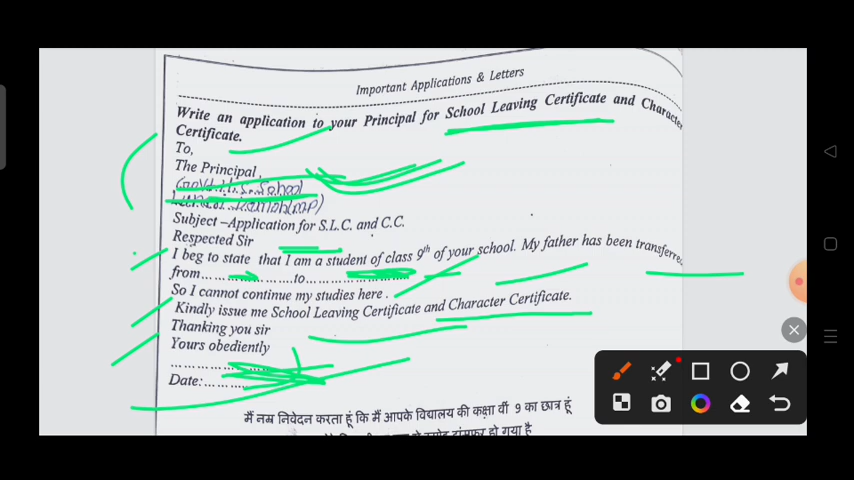 Important Applications & Letters
Write an application to your Principal for School Leaving Certificate and Character
Certificate.
To,
The Principal,
Subject –Application for S.L.C. and C.C.
Respected Sir
I beg to state that I am a student of class 9th of your school. My father has been transferred
from.....................to.....................
So I cannot continue my studies here .
Kindly issue me School Leaving Certificate and Character Certificate.
Thanking you sir
Yours obediently
.....................
Date:............
मैं नम्र निवेदन करता हूं कि मैं आपके विद्यालय की कक्षा वीं 9 का छात्र हूं
हो गया है